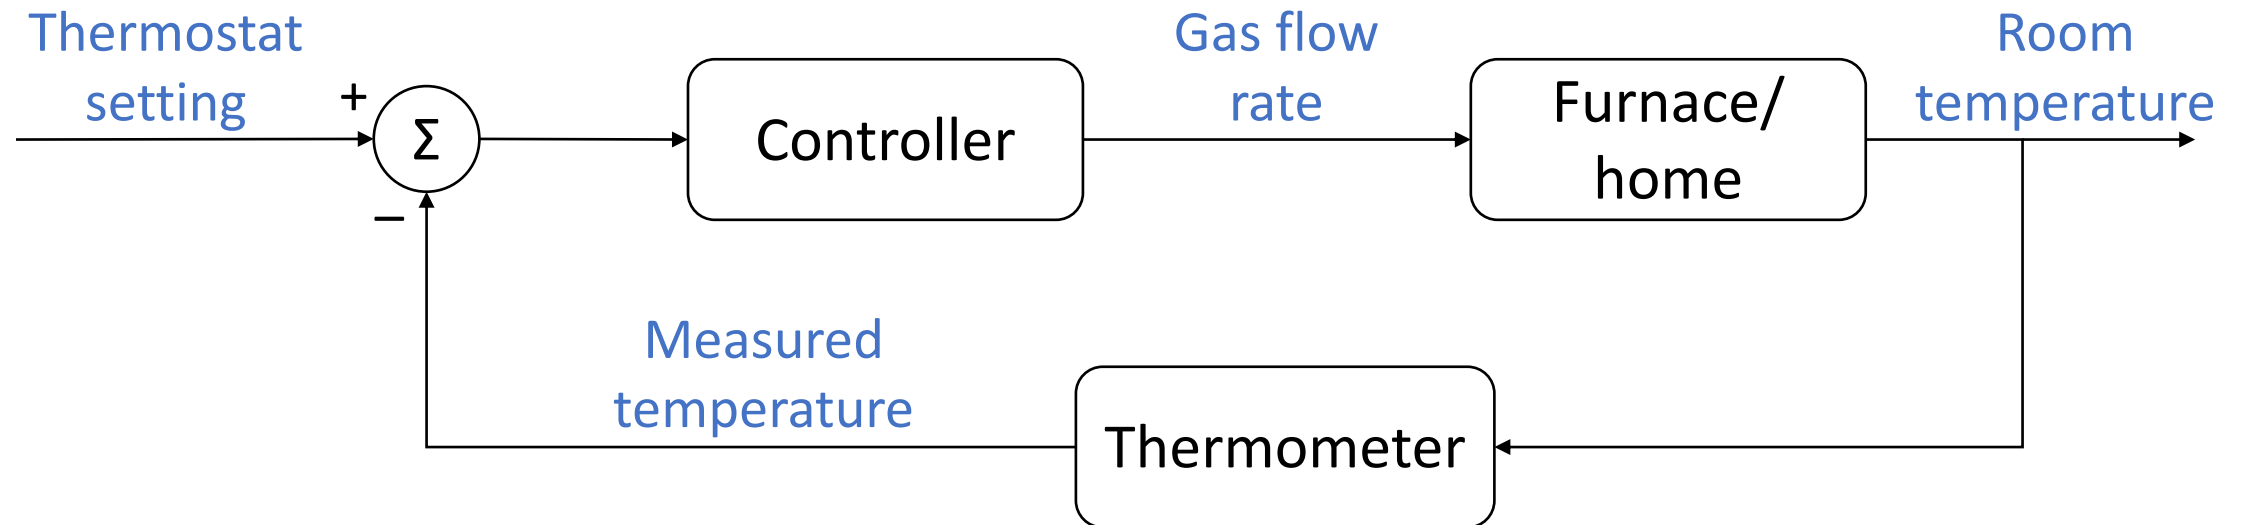 Thermostat
setting
+
Σ
−
Controller
Gas flow
rate
Furnace/
home
Room
temperature
Measured
temperature
Thermometer